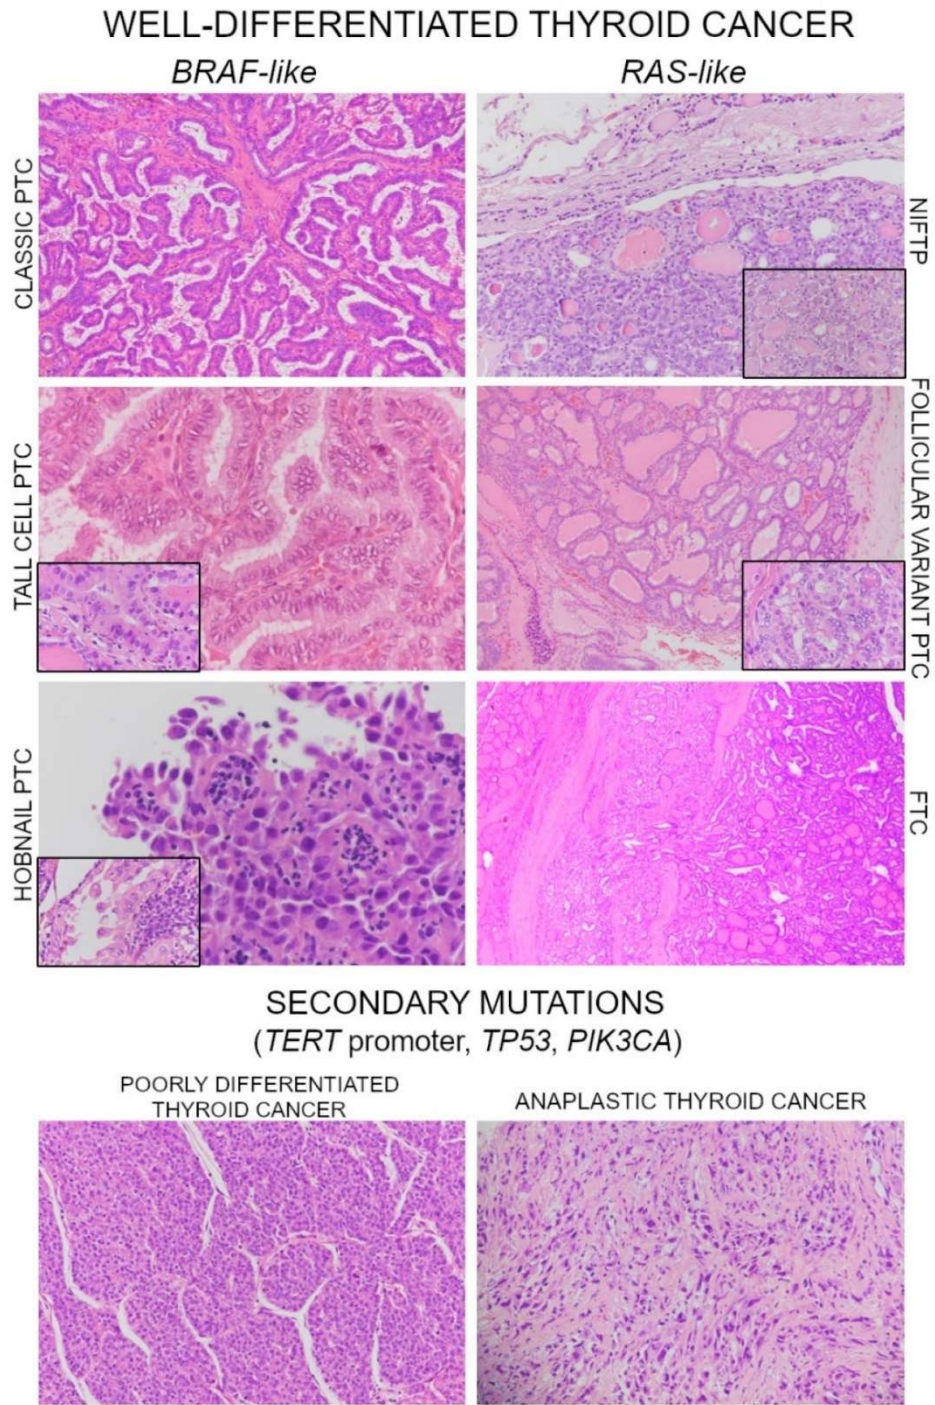 WELL-DIFFERENTIATED THYROID CANCER
BRAF-like
RAS-like
CLASSIC PTC
NIFTP
TALL CELL PTC
FOLLICULAR VARIANT PTC
HOBNAIL PTC
FTC
SECONDARY MUTATIONS
(TERT promoter, TP53, PIK3CA)
POORLY DIFFERENTIATED
THYROID CANCER
ANAPLASTIC THYROID CANCER